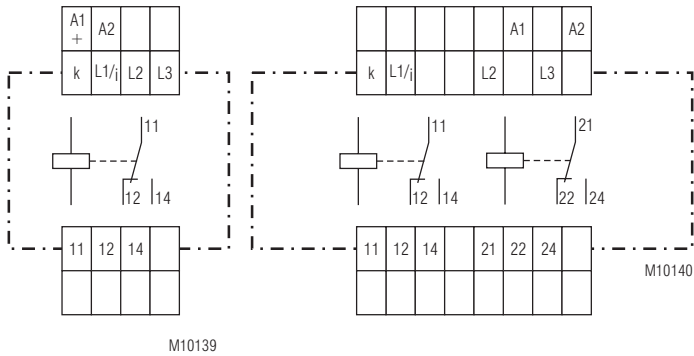 A1 A2
+
k L1/i L2 L3
11
12 14
11 12 14
M10139
A1 A2
k L1/i L2 L3
11 21
12 14 22 24
11 12 14 21 22 24
M10140